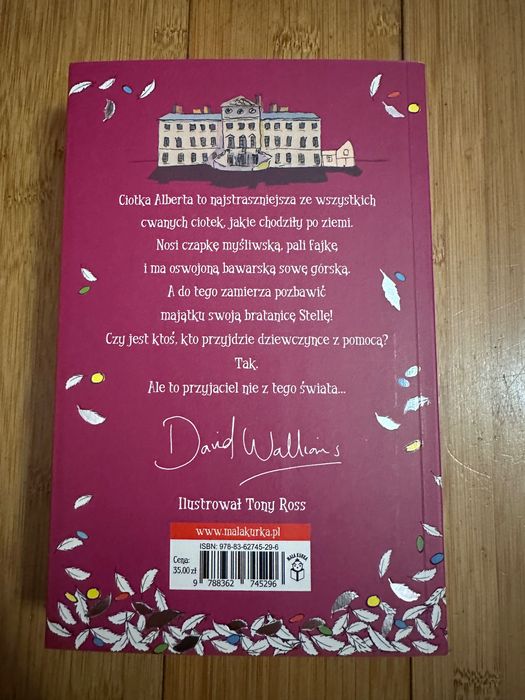 Ciotka Alberta to najstraszniejsza ze wszystkich
cwanych ciotek, jakie chodziły po ziemi.
Nosi czapkę myśliwską, pali fajkę
i ma oswojoną bawarską sowę górską.
A do tego zamierza pozbawić
majątku swoją bratanicę Stellę!
Czy jest ktoś, kto przyjdzie dziewczynce z pomocą?
Tak.
Ale to przyjaciel nie z tego świata...
David Walliams
Ilustrował Tony Ross
www.malakurka.pl
ISBN: 978-83-62745-29-6
Cena:
35,00 zł
MAŁA KURKA
9 788362 745296